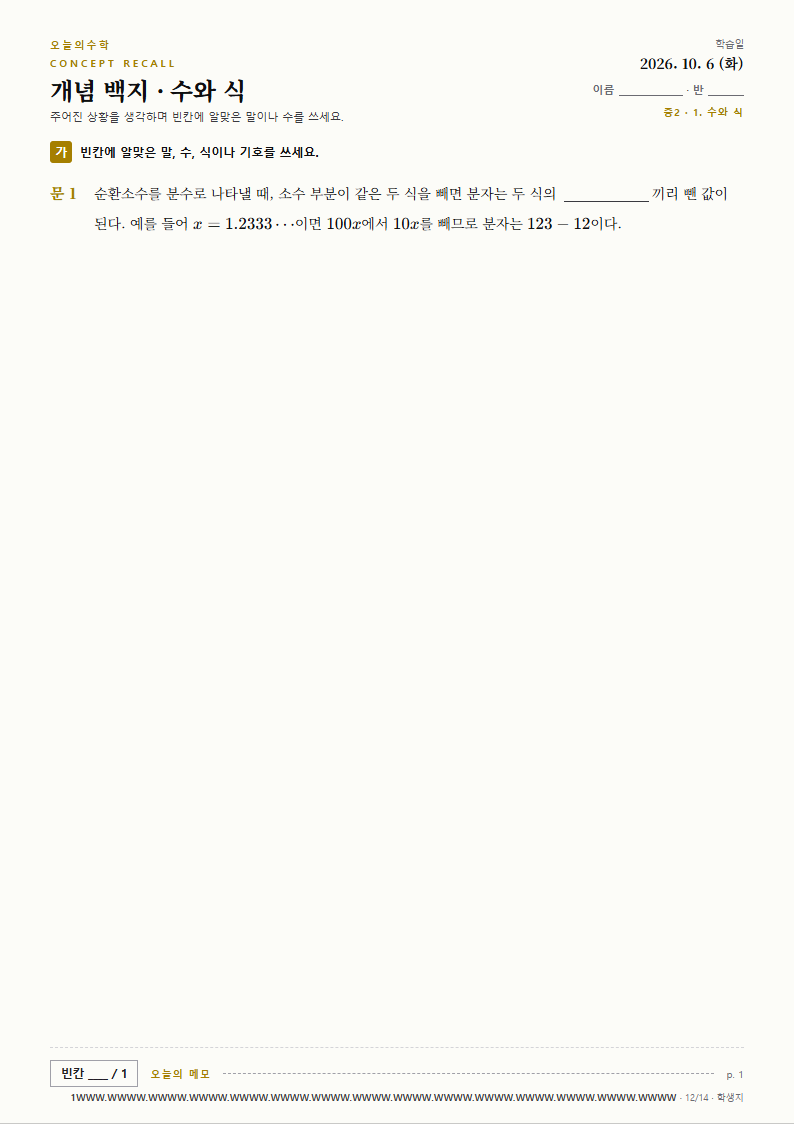 오늘의수학
CONCEPT RECALL
개념 백지 · 수와 식
주어진 상황을 생각하며 빈칸에 알맞은 말이나 수를 쓰세요.
학습일
2026. 10. 6 (화)
이름 ________ · 반 ____
중2 · 1. 수와 식
가 빈칸에 알맞은 말, 수, 식이나 기호를 쓰세요.
문 1 순환소수를 분수로 나타낼 때, 소수 부분이 같은 두 식을 빼면 분자는 두 식의 __________ 끼리 뺀 값이
된다. 예를 들어 x = 1.2333···이면 100x에서 10x를 빼므로 분자는 123 − 12이다.
빈칸 ___ / 1 오늘의 메모 p. 1
1WWW.WWWW.WWWW.WWWW.WWWW.WWWW.WWWW.WWWW.WWWW.WWWW.WWWW.WWWW.WWWW.WWWW.WWWW · 12/14 · 학생지